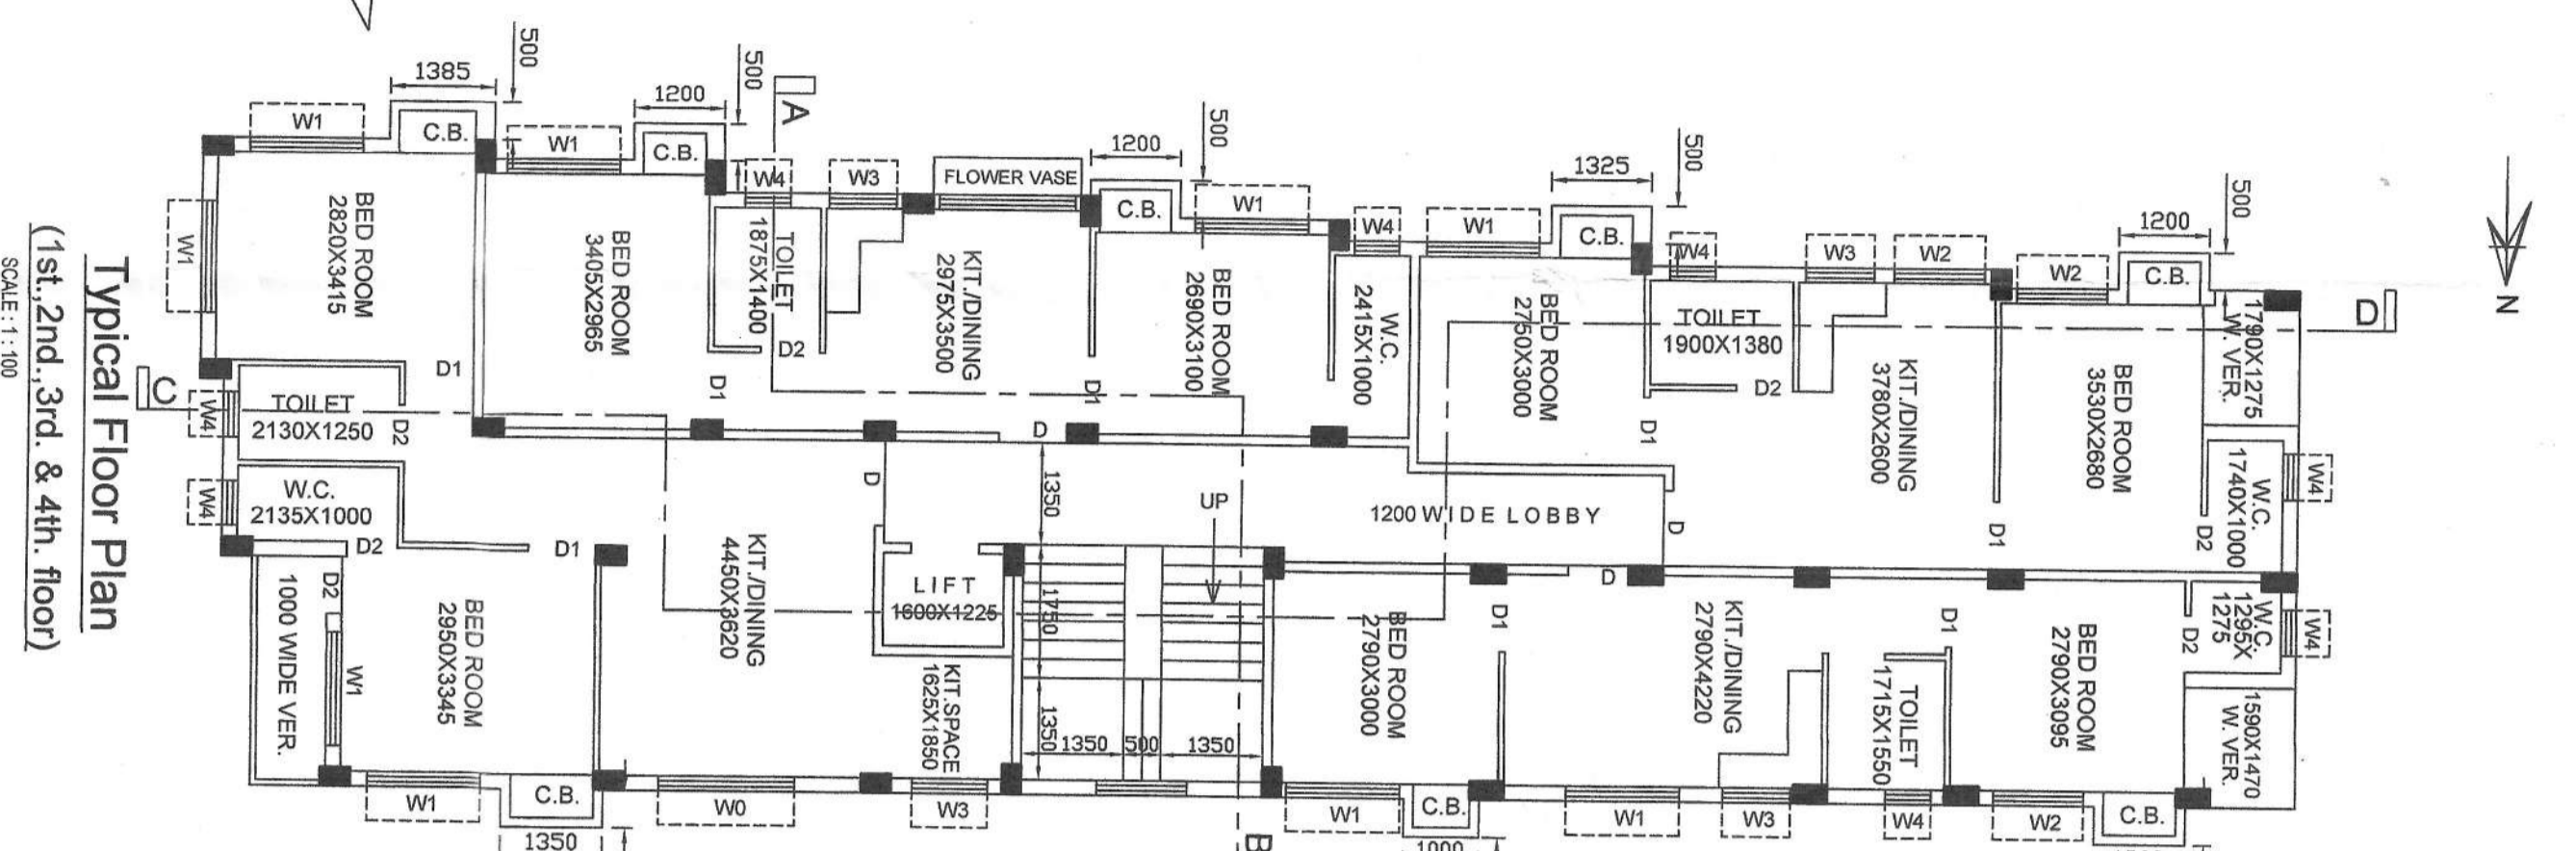 500
1385
500
1200
A
500
1200
500
1325
500
1200
N
W1
C.B.
W1
C.B.
W4
W3
FLOWER VASE
C.B.
W1
W4
W1
C.B.
W4
W3
W2
W2
C.B.
D
W1
BED ROOM
2820X3415
BED ROOM
3405X2965
TOILET
1875X1400
D2
KIT./DINING
2975X3500
BED ROOM
2690X3100
W.C.
2415X1000
BED ROOM
2750X3000
TOILET
1900X1380
D2
KIT./DINING
3780X2600
BED ROOM
3530X2680
1790X1275
W. VER.
D1
D1
D1
D1
C
W4
TOILET
2130X1250
D2
D
D
1350
UP
1200 WIDE LOBBY
D
D1
D2
W.C.
1740X1000
W4
W4
W.C.
2135X1000
D2
D1
KIT./DINING
4450X3620
LIFT
1600X1225
1750
D
1000 WIDE VER.
D2
W1
BED ROOM
2950X3345
KIT.SPACE
1625X1850
1350
1350
500
1350
BED ROOM
2790X3000
D1
KIT./DINING
2790X4220
TOILET
1715X1550
D1
BED ROOM
2790X3095
D2
W.C.
1295X
1275
W4
1590X1470
W. VER.
W1
C.B.
W0
W3
W1
C.B.
W1
W3
W4
W2
C.B.
1350
B
1000
Typical Floor Plan
(1st.,2nd.,3rd. & 4th. floor)
SCALE : 1 : 100